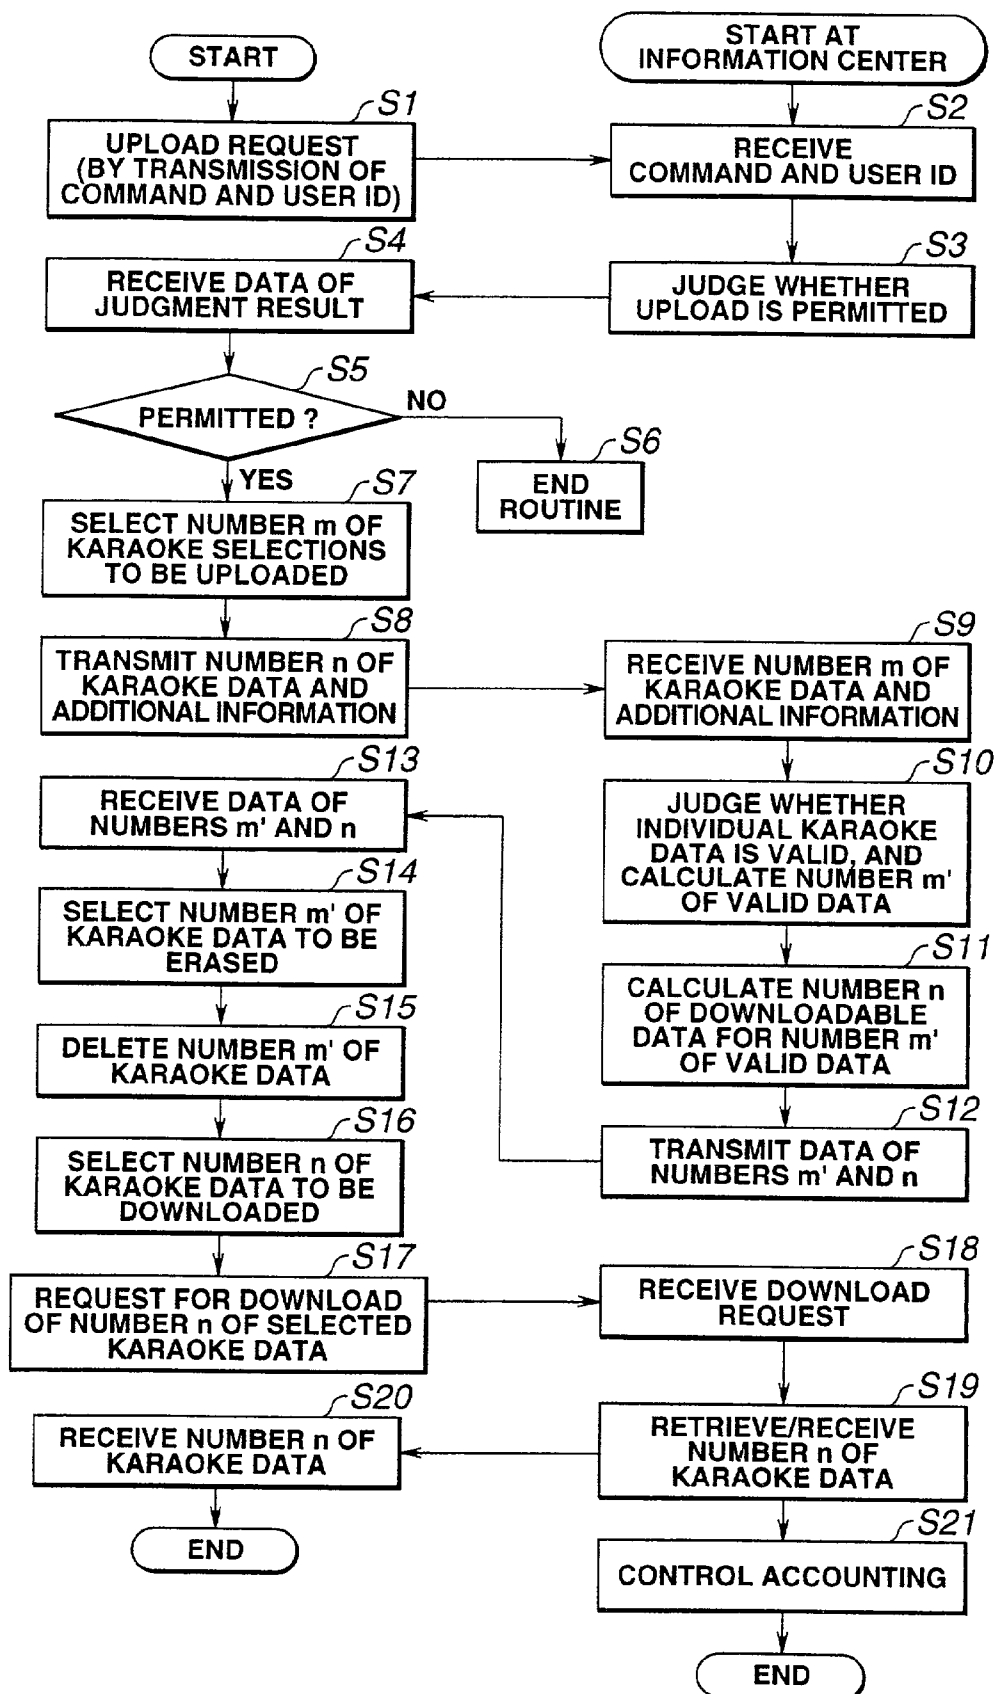 START
START AT
INFORMATION CENTER
S1
UPLOAD REQUEST
(BY TRANSMISSION OF
COMMAND AND USER ID)
S2
RECEIVE
COMMAND AND USER ID
S4
RECEIVE DATA OF
JUDGMENT RESULT
S3
JUDGE WHETHER
UPLOAD IS PERMITTED
S5
PERMITTED ?
NO
YES
S6
END
ROUTINE
S7
SELECT NUMBER m OF
KARAOKE SELECTIONS
TO BE UPLOADED
S8
TRANSMIT NUMBER n OF
KARAOKE DATA AND
ADDITIONAL INFORMATION
S9
RECEIVE NUMBER m OF
KARAOKE DATA AND
ADDITIONAL INFORMATION
S13
RECEIVE DATA OF
NUMBERS m' AND n
S10
JUDGE WHETHER
INDIVIDUAL KARAOKE
DATA IS VALID, AND
CALCULATE NUMBER m'
OF VALID DATA
S14
SELECT NUMBER m' OF
KARAOKE DATA TO BE
ERASED
S11
CALCULATE NUMBER n
OF DOWNLOADABLE
DATA FOR NUMBER m'
OF VALID DATA
S15
DELETE NUMBER m' OF
KARAOKE DATA
S12
TRANSMIT DATA OF
NUMBERS m' AND n
S16
SELECT NUMBER n OF
KARAOKE DATA TO BE
DOWNLOADED
S17
REQUEST FOR DOWNLOAD
OF NUMBER n OF SELECTED
KARAOKE DATA
S18
RECEIVE DOWNLOAD
REQUEST
S20
RECEIVE NUMBER n OF
KARAOKE DATA
S19
RETRIEVE/RECEIVE
NUMBER n OF
KARAOKE DATA
END
S21
CONTROL ACCOUNTING
END